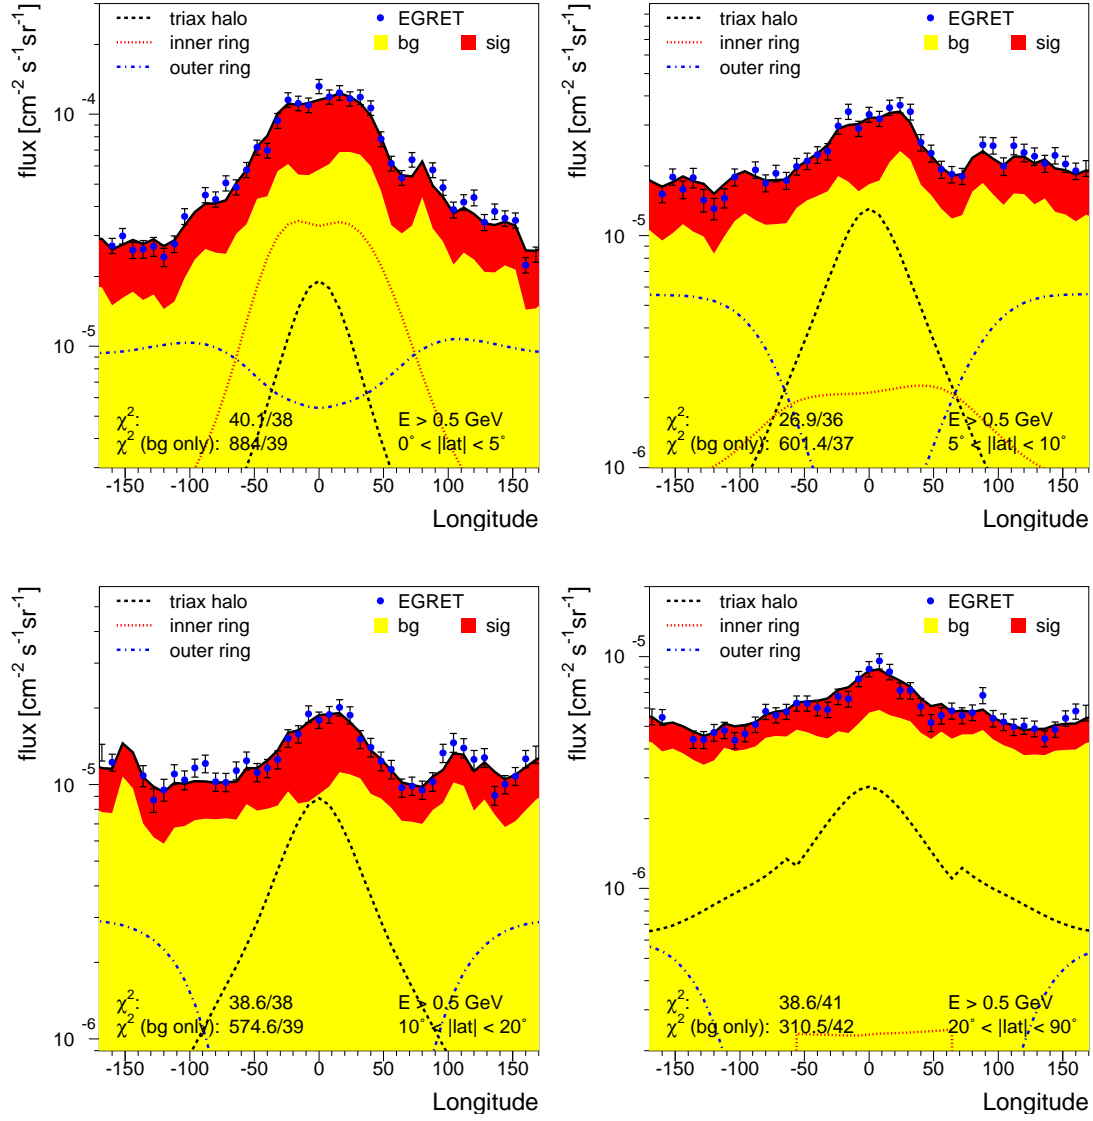 triax halo EGRET
inner ring bg sig
outer ring
flux [cm⁻² s⁻¹sr⁻¹]
10⁻⁴
10⁻⁵
χ²: 40.1/38 E > 0.5 GeV
χ² (bg only): 884/39 0° < |lat| < 5°
-150 -100 -50 0 50 100 150
Longitude
triax halo EGRET
inner ring bg sig
outer ring
flux [cm⁻² s⁻¹sr⁻¹]
10⁻⁵
χ²: 26.9/36 E > 0.5 GeV
χ² (bg only): 601.4/37 5° < |lat| < 10°
10⁻⁶
-150 -100 -50 0 50 100 150
Longitude
triax halo EGRET
inner ring bg sig
outer ring
flux [cm⁻² s⁻¹sr⁻¹]
10⁻⁵
χ²: 38.6/38 E > 0.5 GeV
χ² (bg only): 574.6/39 10° < |lat| < 20°
10⁻⁶
-150 -100 -50 0 50 100 150
Longitude
triax halo EGRET
inner ring bg sig
outer ring
flux [cm⁻² s⁻¹sr⁻¹]
10⁻⁵
10⁻⁶
χ²: 38.6/41 E > 0.5 GeV
χ² (bg only): 310.5/42 20° < |lat| < 90°
-150 -100 -50 0 50 100 150
Longitude